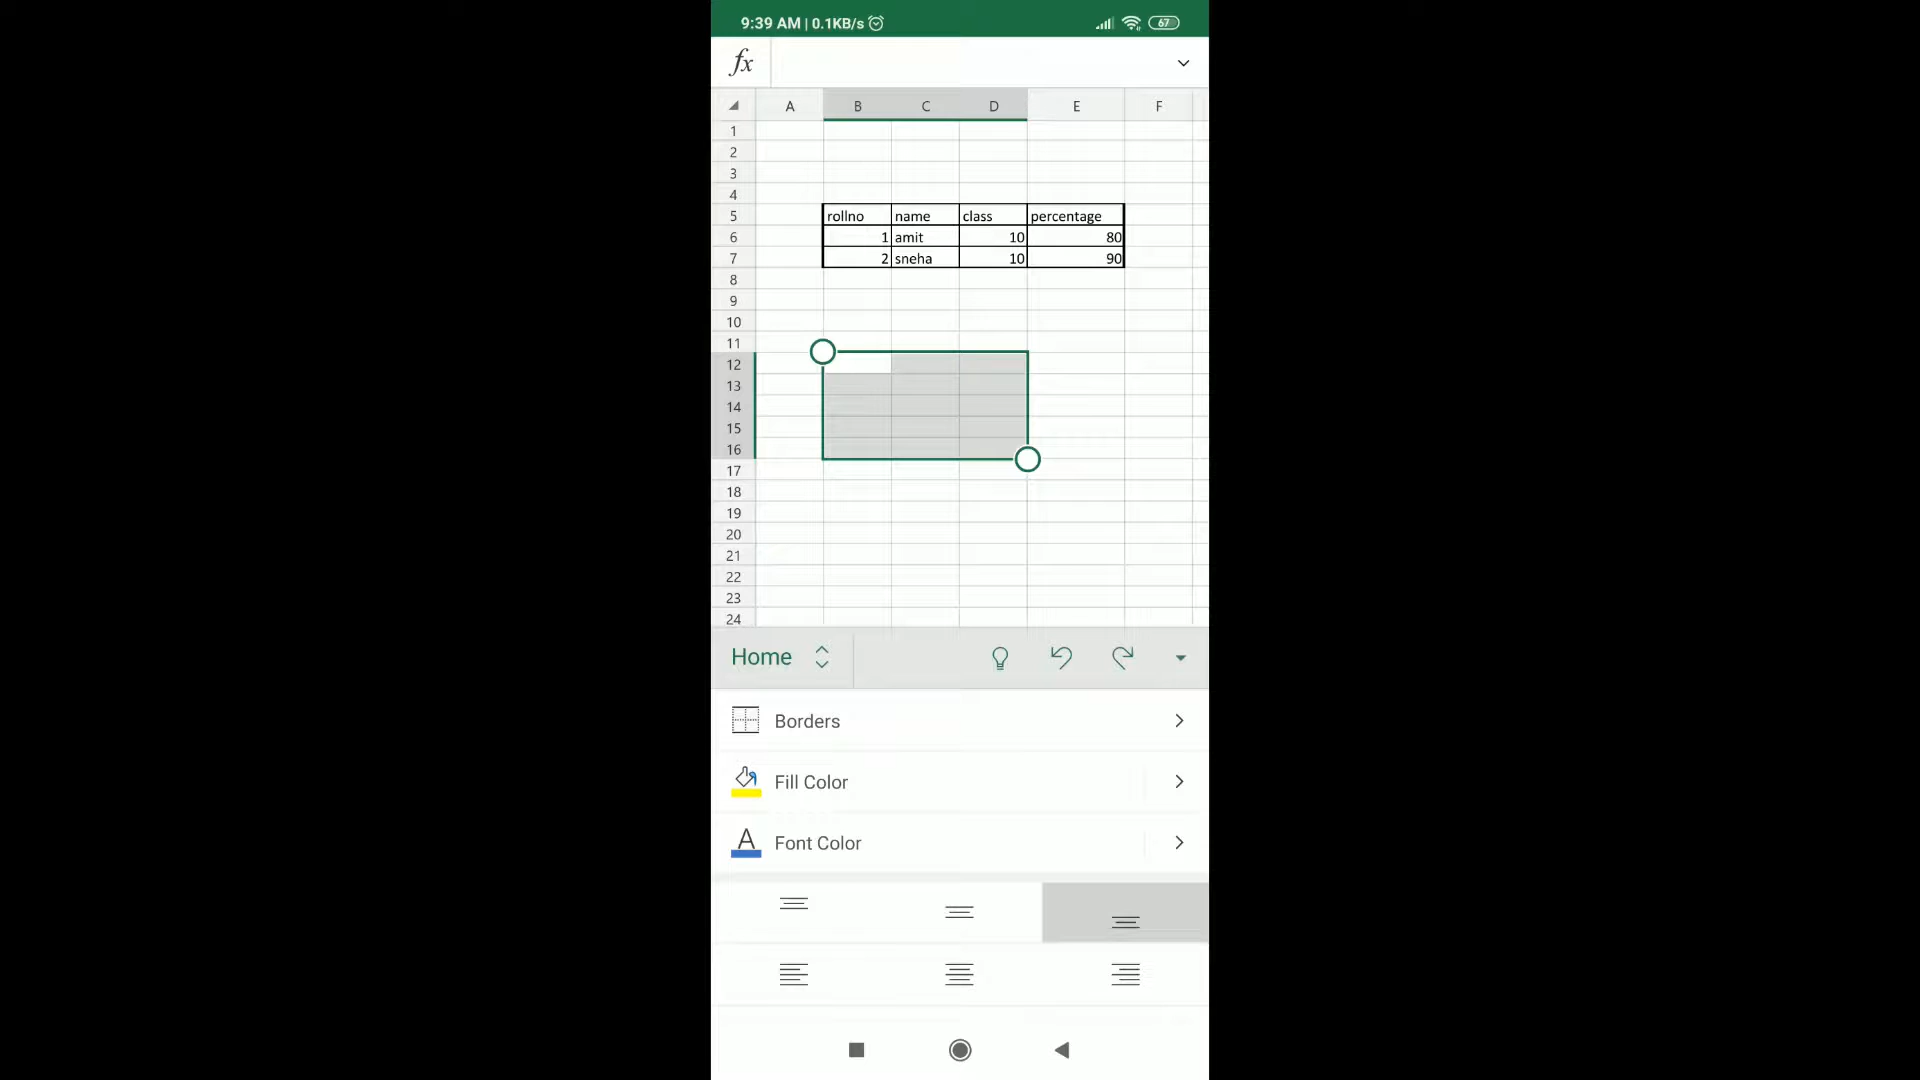 9:39 AM | 0.1KB/s 67
fx
A B C D E F
1
2
3
4
5 rollno name class percentage
6 1 amit 10 80
7 2 sneha 10 90
8
9
10
11
12
13
14
15
16
17
18
19
20
21
22
23
24
Home
Borders
Fill Color
A Font Color